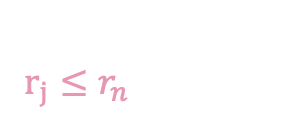 rⱼ ≤ rₙ